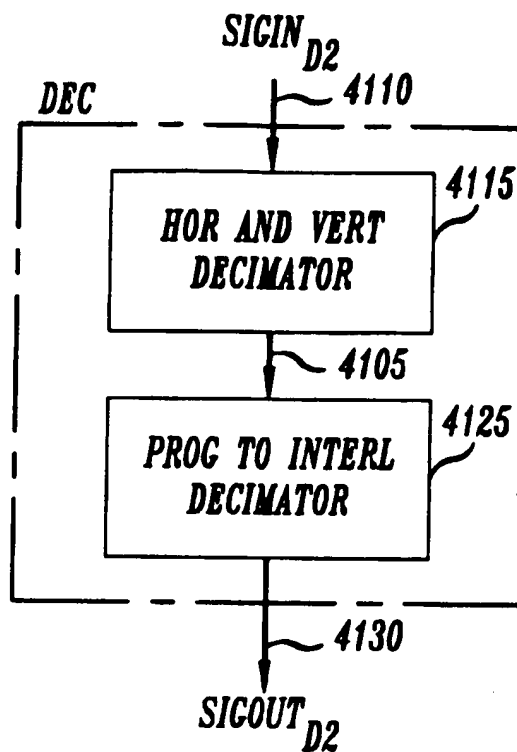 SIGIN D2
4110
DEC
4115
HOR AND VERT
DECIMATOR
4105
4125
PROG TO INTERL
DECIMATOR
4130
SIGOUT D2